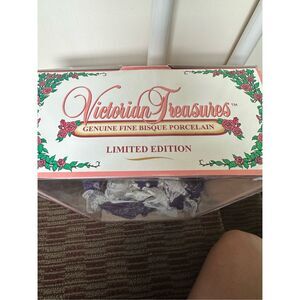 Victorian Treasures™
GENUINE FINE BISQUE PORCELAIN
LIMITED EDITION